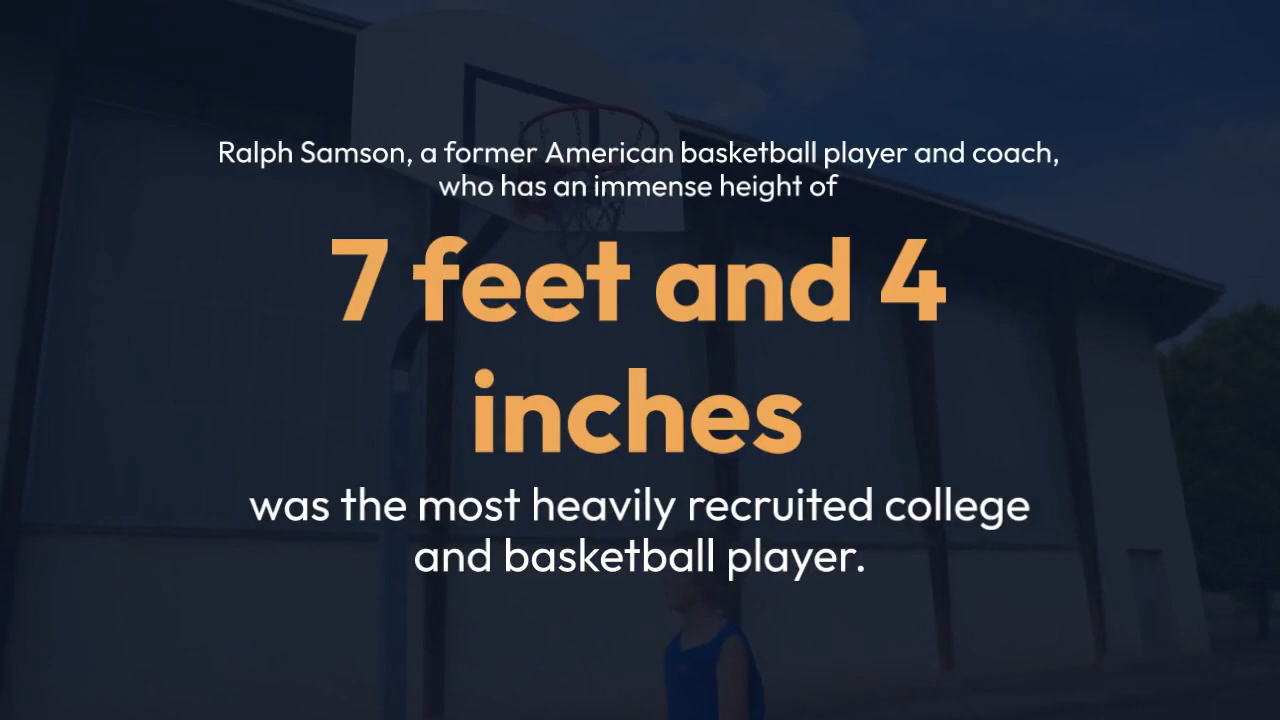 Ralph Samson, a former American basketball player and coach,
who has an immense height of
7 feet and 4
inches
was the most heavily recruited college
and basketball player.